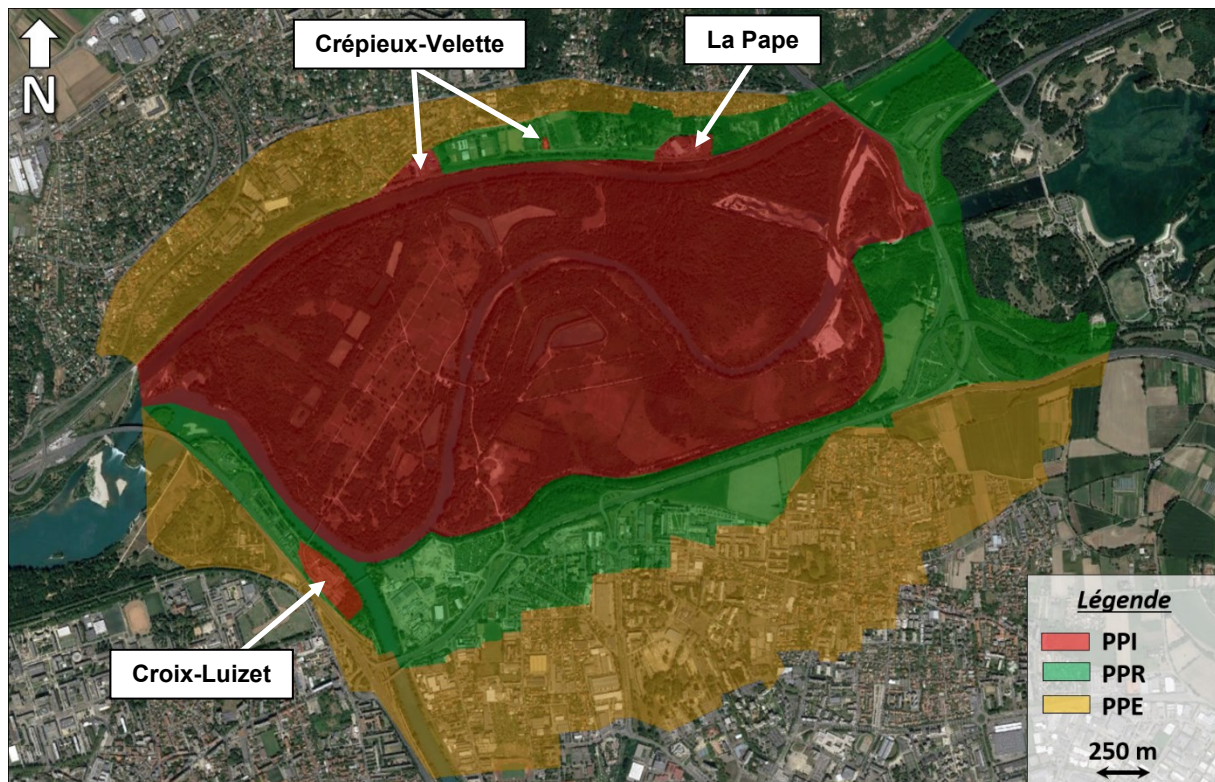 N
Crépieux-Velette
La Pape
Croix-Luizet
Légende
PPI
PPR
PPE
250 m